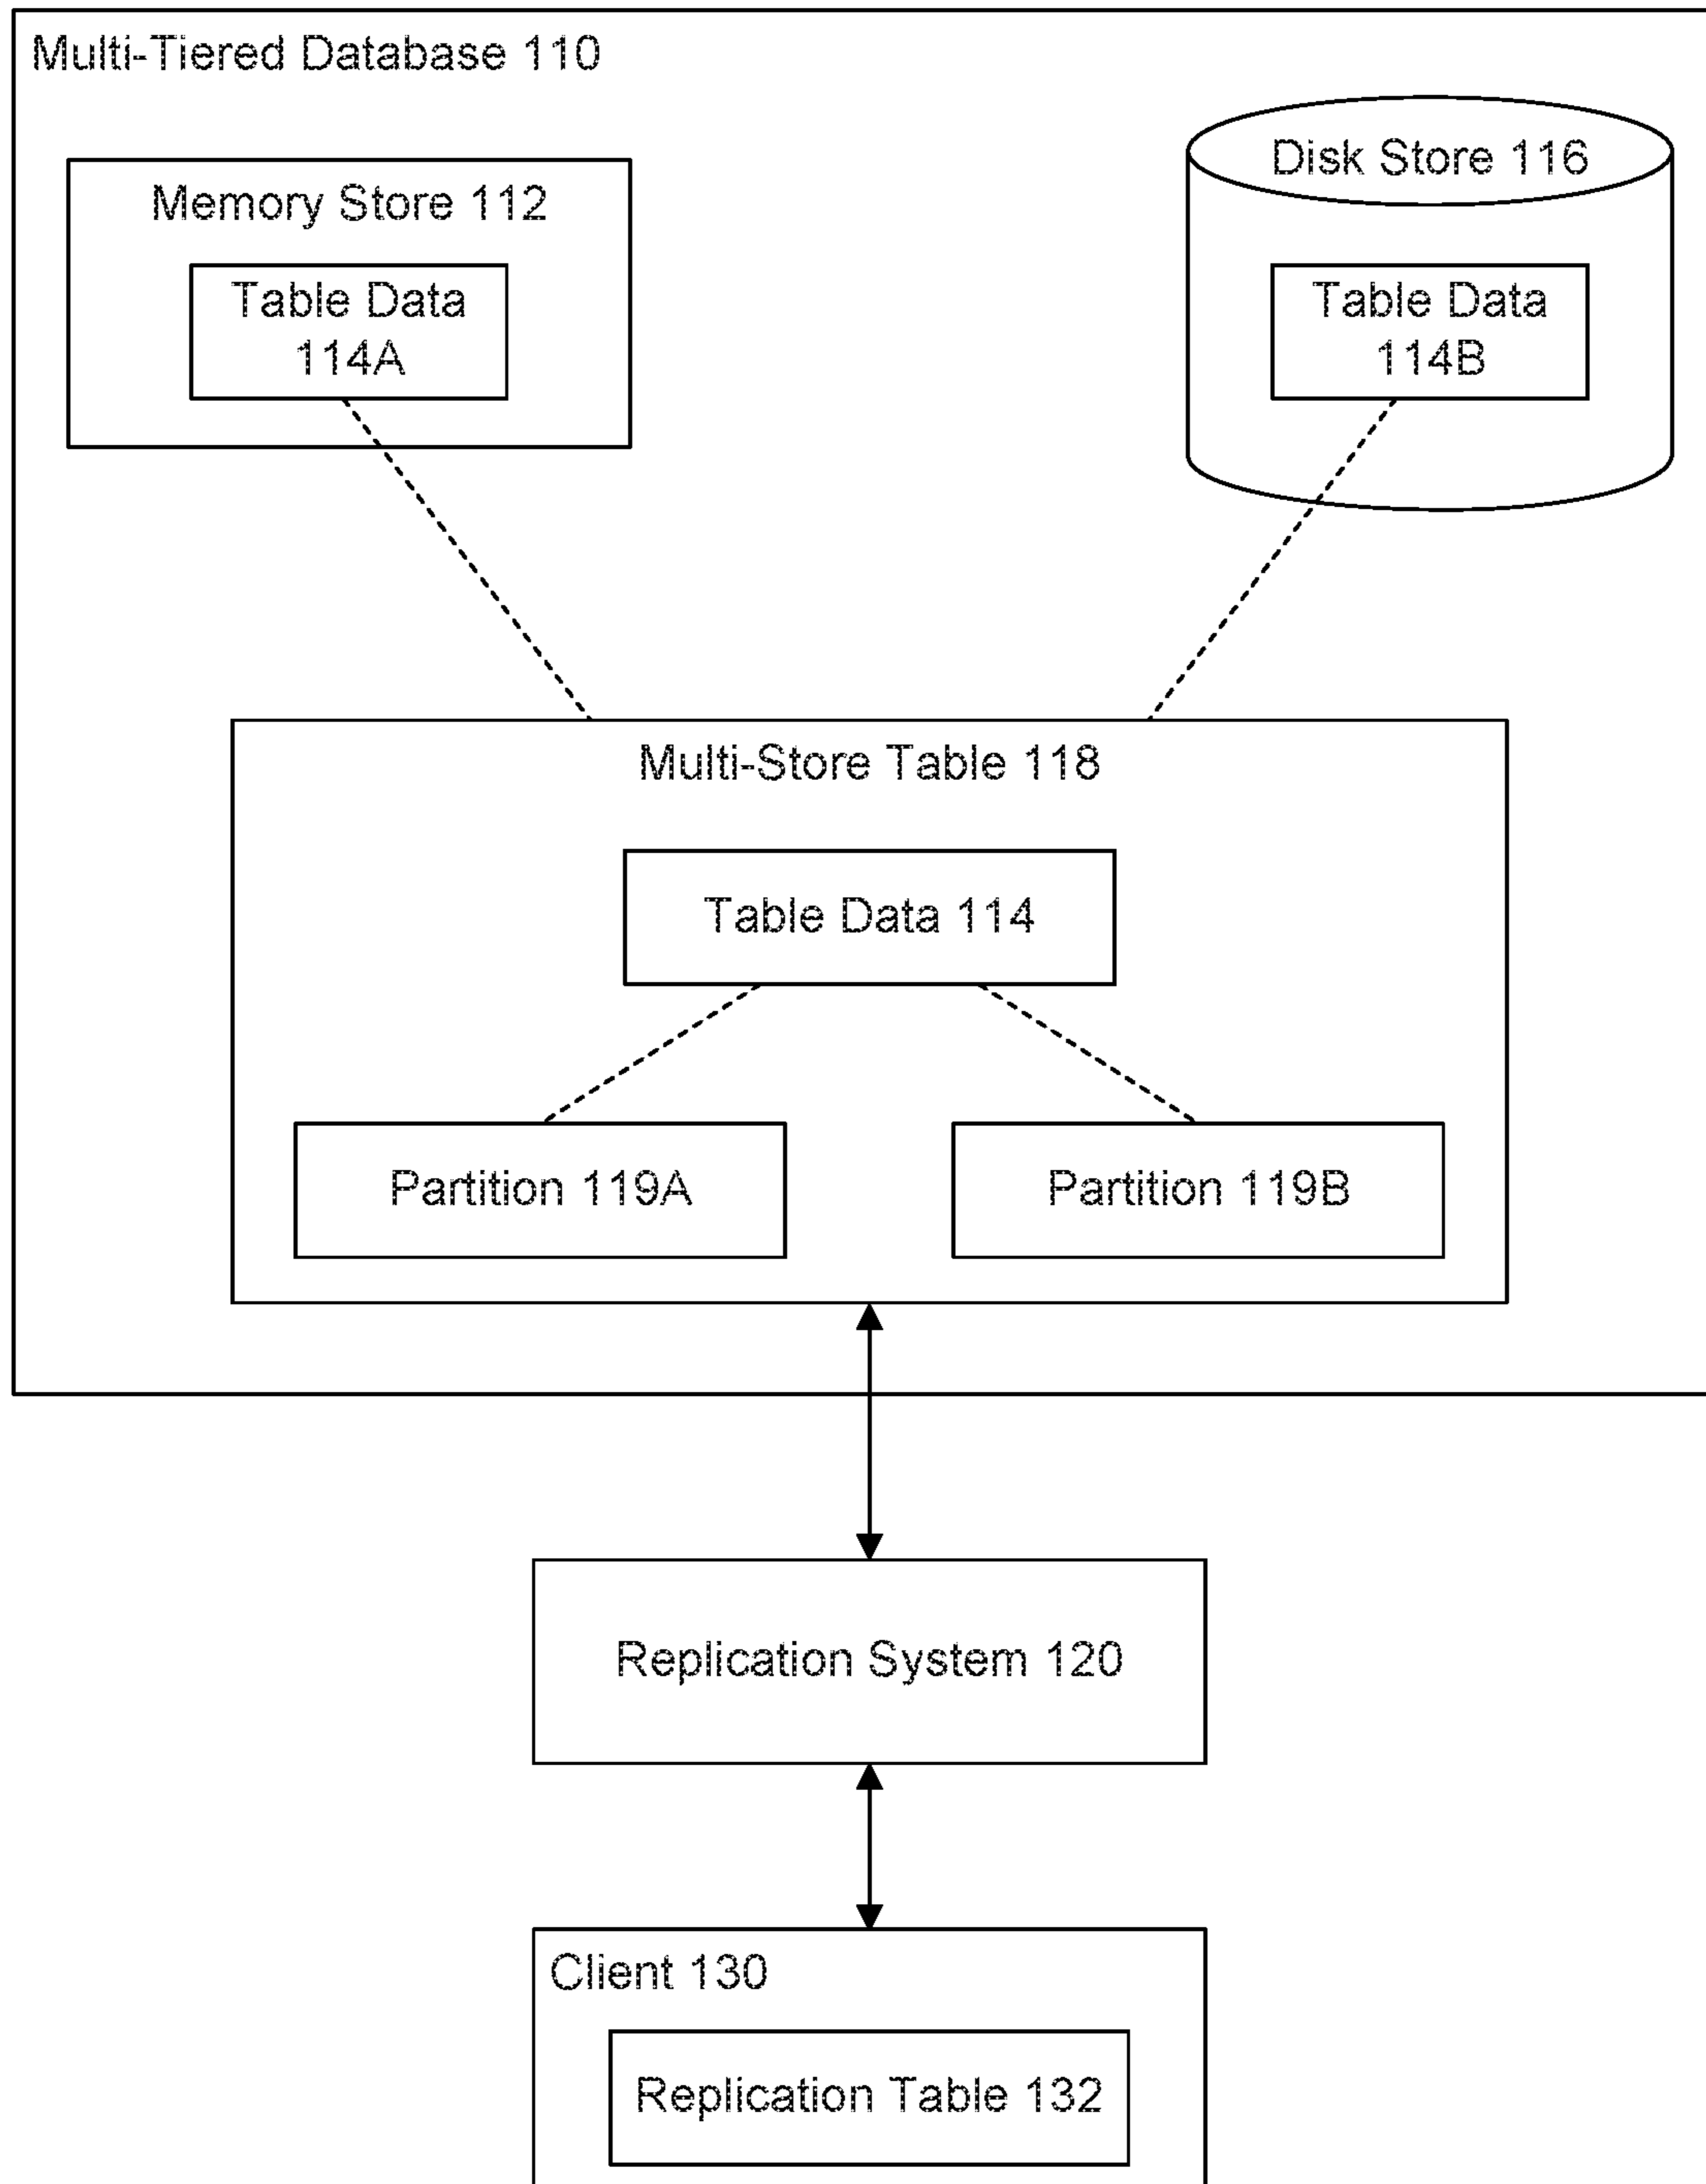 Multi-Tiered Database 110
Memory Store 112
Table Data
114A
Disk Store 116
Table Data
114B
Multi-Store Table 118
Table Data 114
Partition 119A
Partition 119B
Replication System 120
Client 130
Replication Table 132